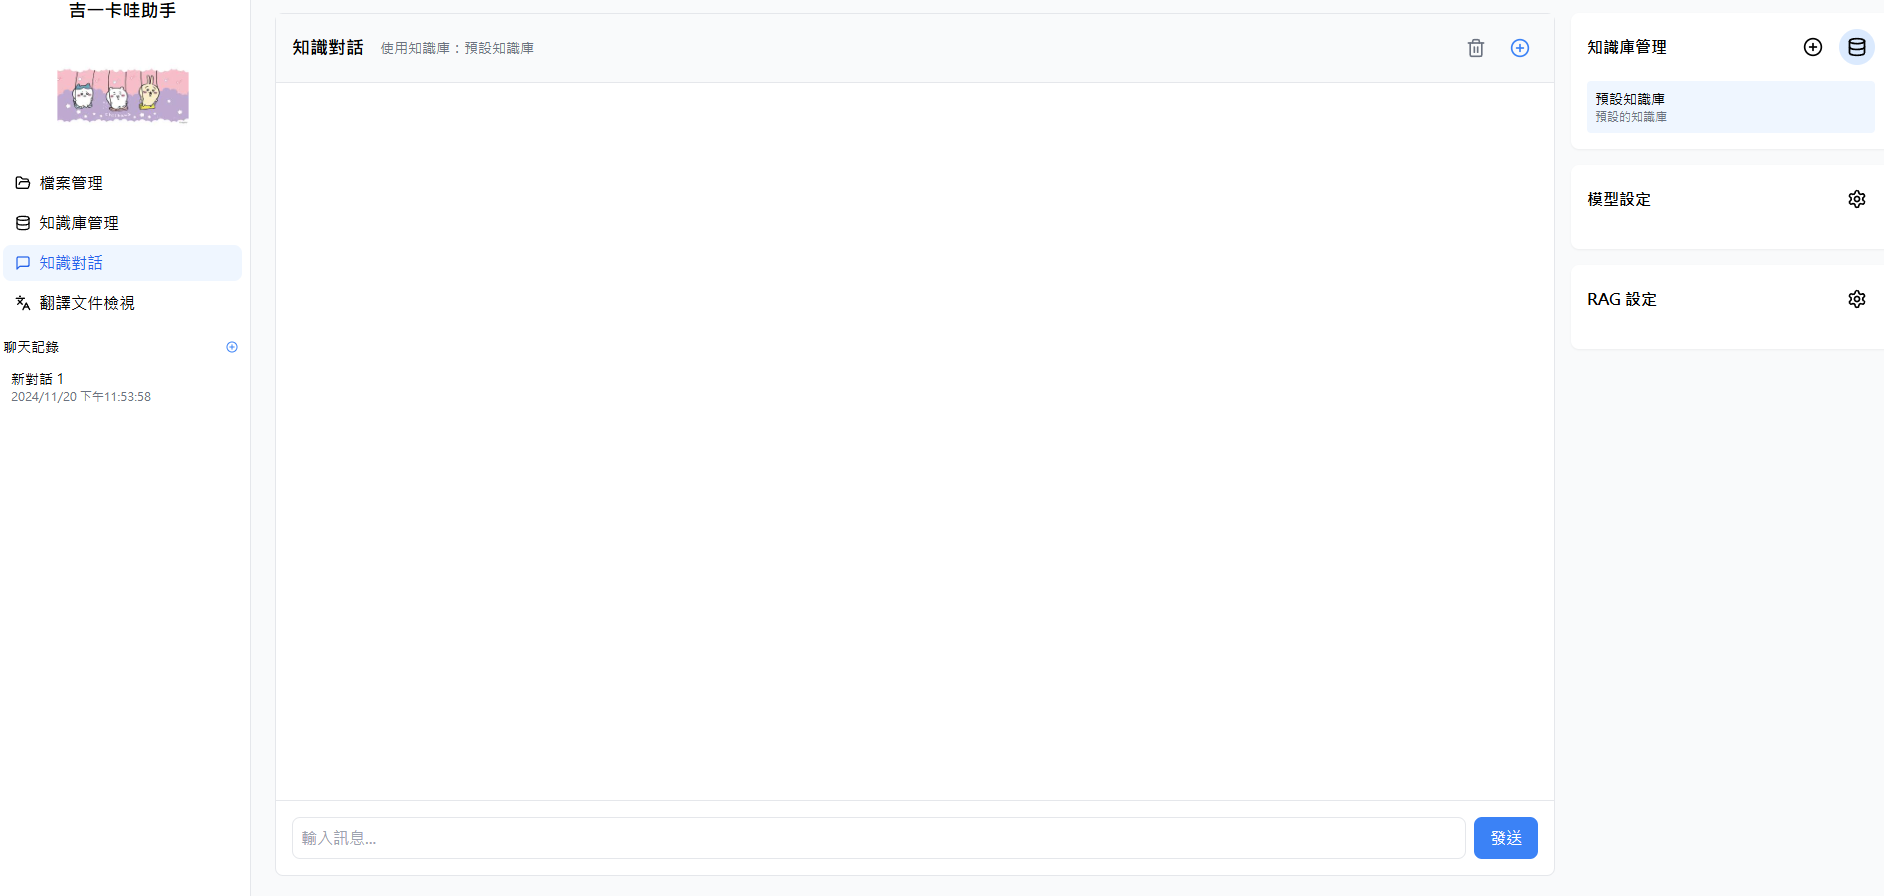 吉一卡哇助手
檔案管理
知識庫管理
知識對話
翻譯文件檢視
聊天記錄
新對話 1
2024/11/20 下午11:53:58
知識對話 使用知識庫：預設知識庫
輸入訊息...
發送
知識庫管理
預設知識庫
預設的知識庫
模型設定
RAG 設定